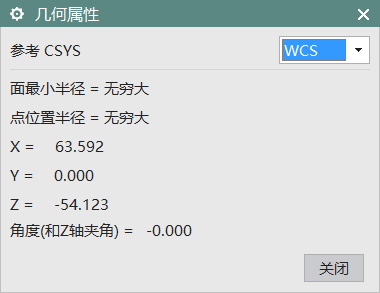 几何属性
参考 CSYS WCS
面最小半径 = 无穷大
点位置半径 = 无穷大
X = 63.592
Y = 0.000
Z = -54.123
角度(和Z轴夹角) = -0.000
关闭